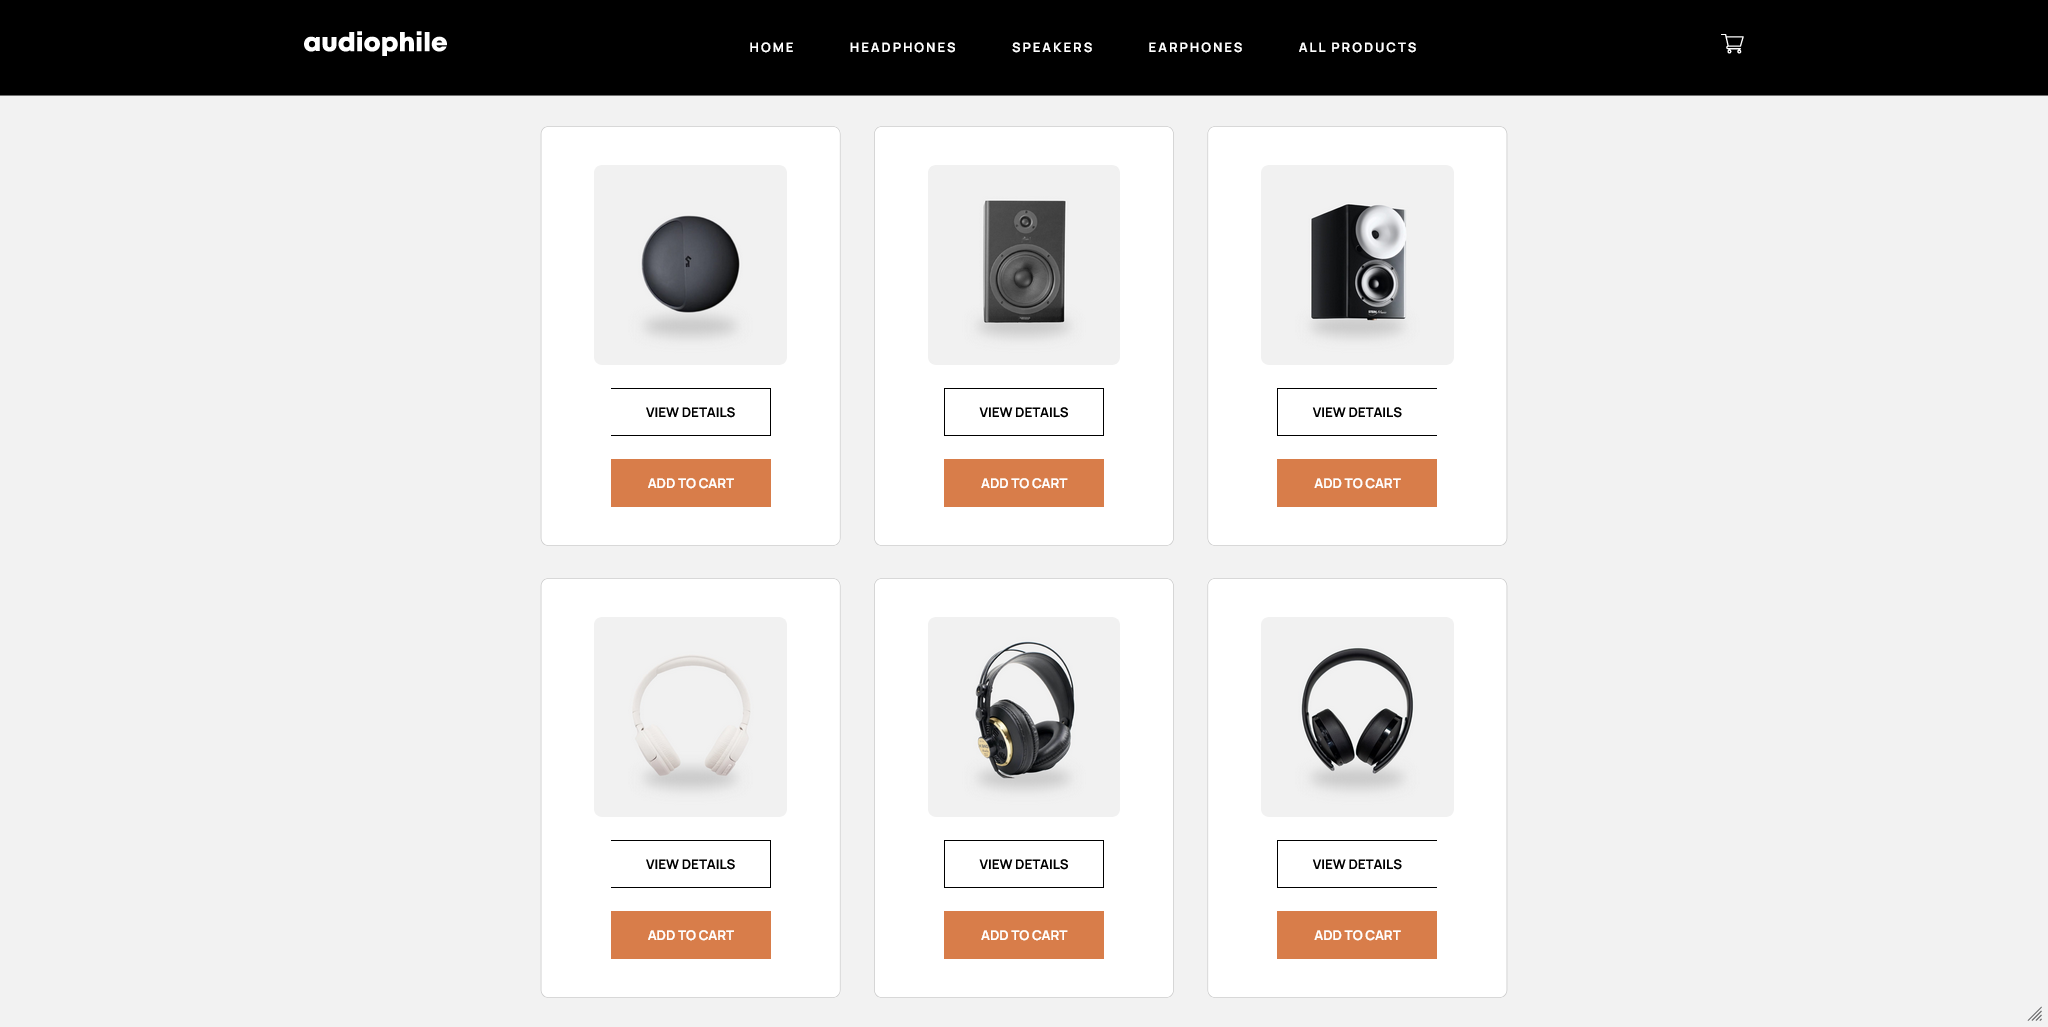 audiophile
HOME HEADPHONES SPEAKERS EARPHONES ALL PRODUCTS
VIEW DETAILS VIEW DETAILS VIEW DETAILS
ADD TO CART ADD TO CART ADD TO CART
VIEW DETAILS VIEW DETAILS VIEW DETAILS
ADD TO CART ADD TO CART ADD TO CART